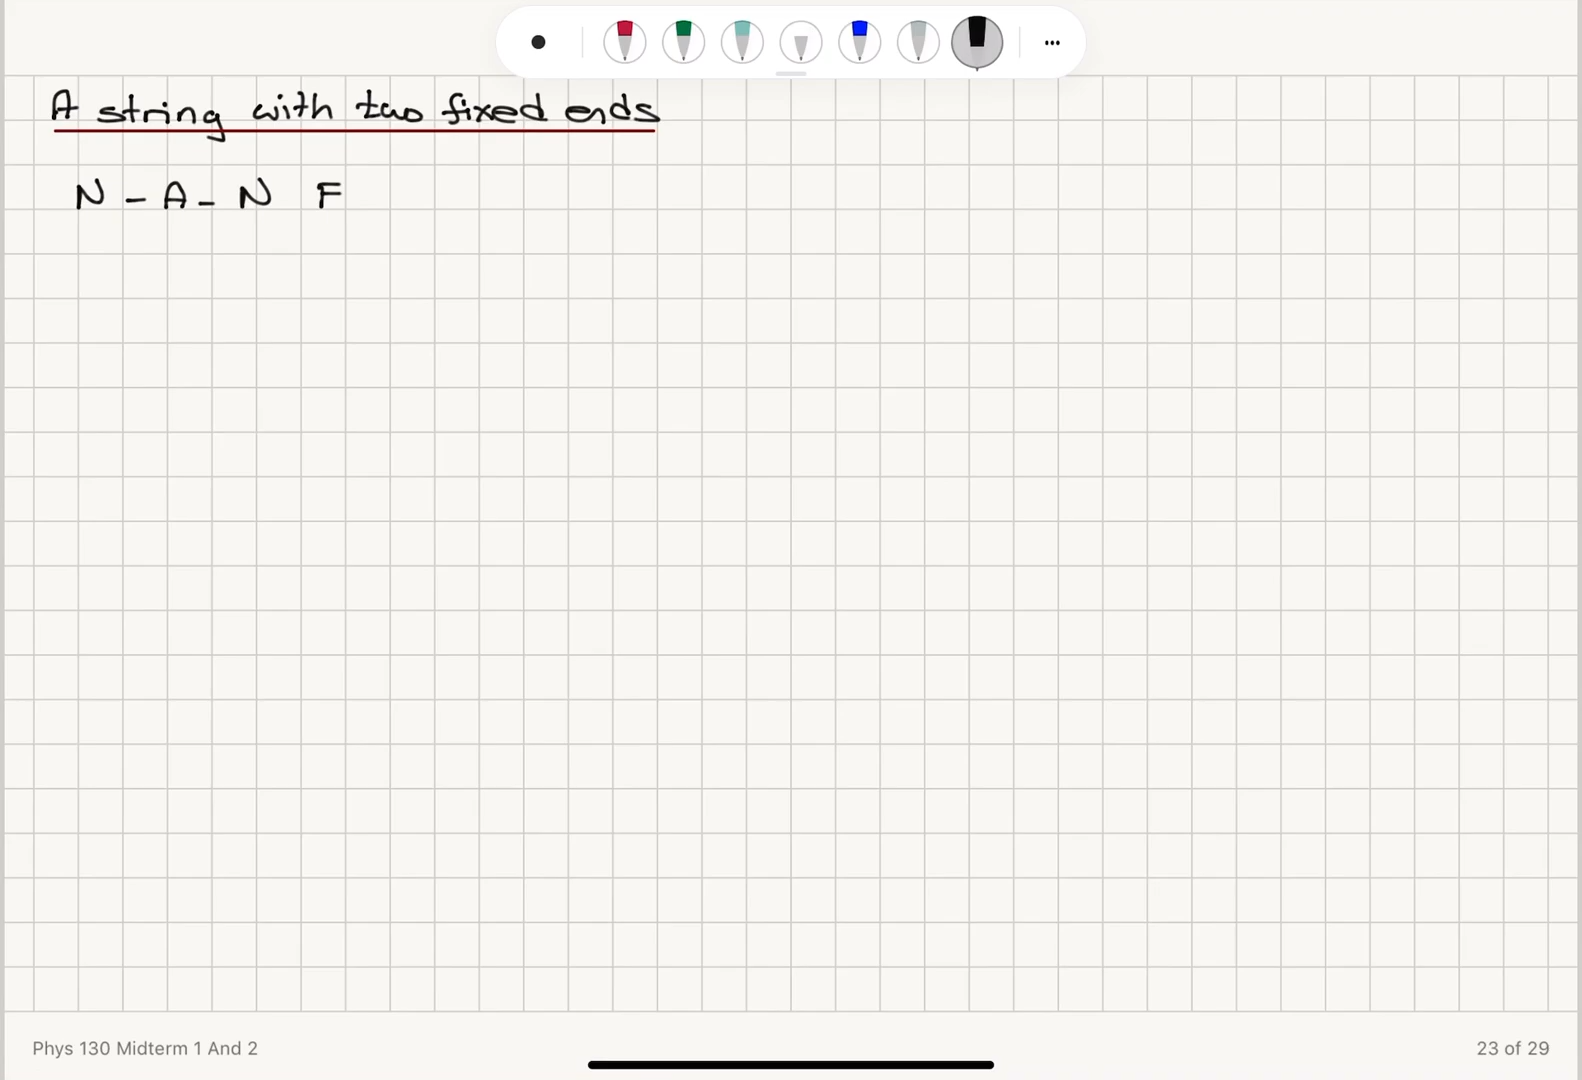 A string with two fixed ends
N - A - N F
Phys 130 Midterm 1 And 2
23 of 29